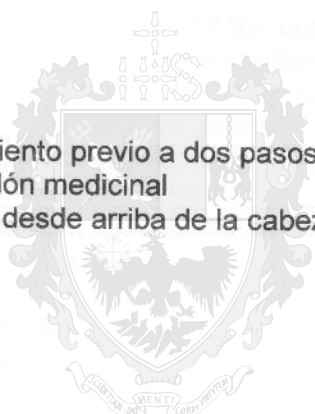 iento previo a dos pasos
lón medicinal
desde arriba de la cabez